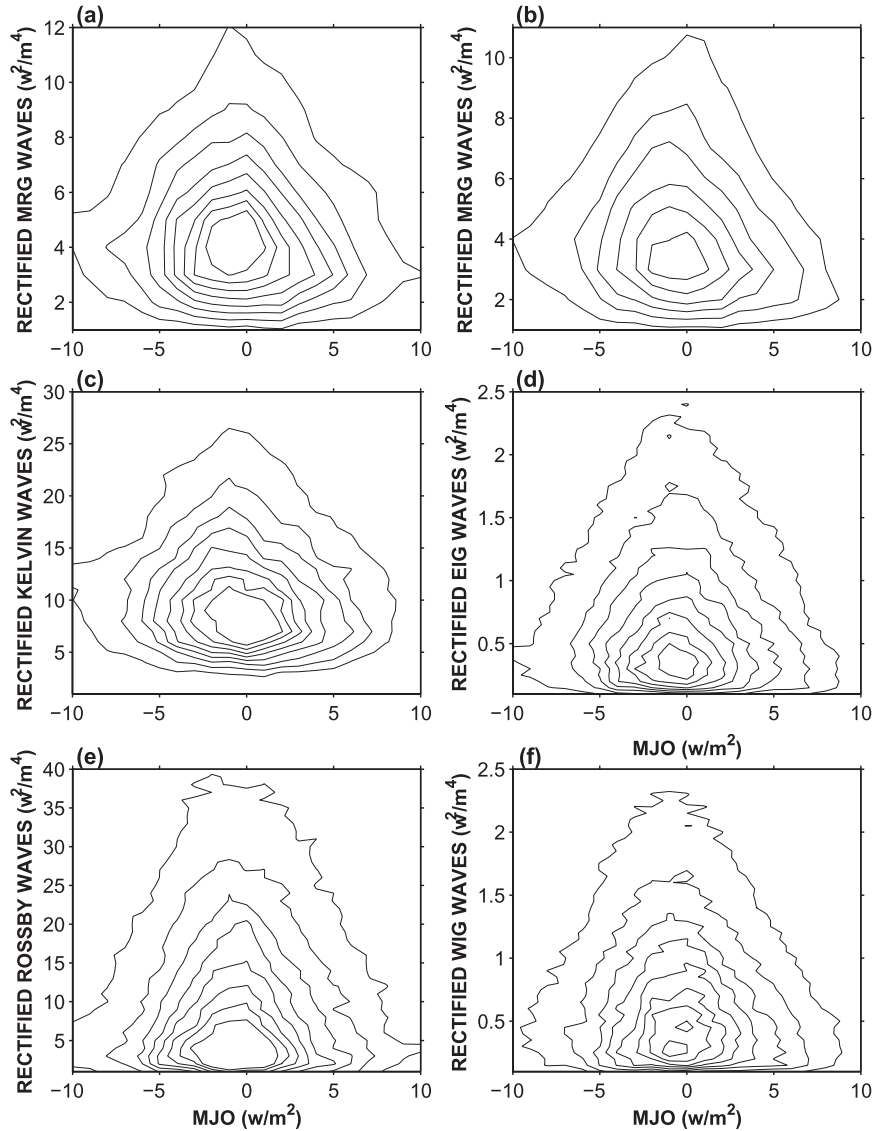 (a)
RECTIFIED MRG WAVES (w²/m⁴)
12
10
8
6
4
2
−10 −5 0 5 10
(b)
RECTIFIED MRG WAVES (w²/m⁴)
10
8
6
4
2
−10 −5 0 5 10
(c)
RECTIFIED KELVIN WAVES (w²/m⁴)
30
25
20
15
10
5
−10 −5 0 5 10
(d)
RECTIFIED EIG WAVES (w²/m⁴)
2.5
2
1.5
1
0.5
−10 −5 0 5 10
MJO (w/m²)
(e)
RECTIFIED ROSSBY WAVES (w²/m⁴)
40
35
30
25
20
15
10
5
−10 −5 0 5 10
MJO (w/m²)
(f)
RECTIFIED WIG WAVES (w²/m⁴)
2.5
2
1.5
1
0.5
−10 −5 0 5 10
MJO (w/m²)